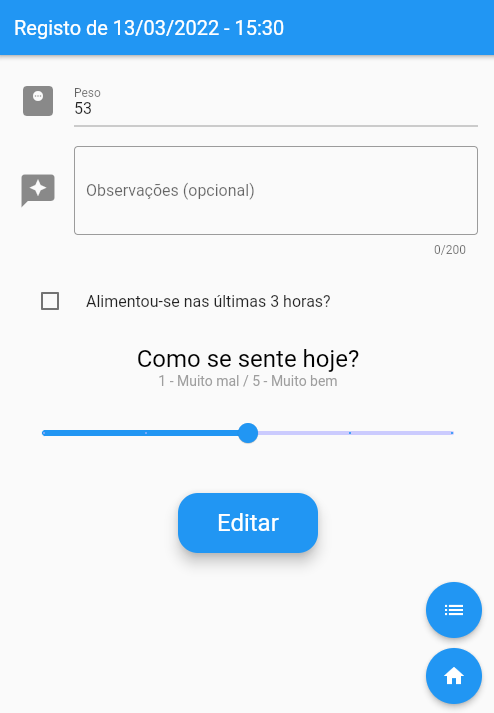 Registo de 13/03/2022 - 15:30
Peso
53
Observações (opcional)
0/200
Alimentou-se nas últimas 3 horas?
Como se sente hoje?
1 - Muito mal / 5 - Muito bem
Editar